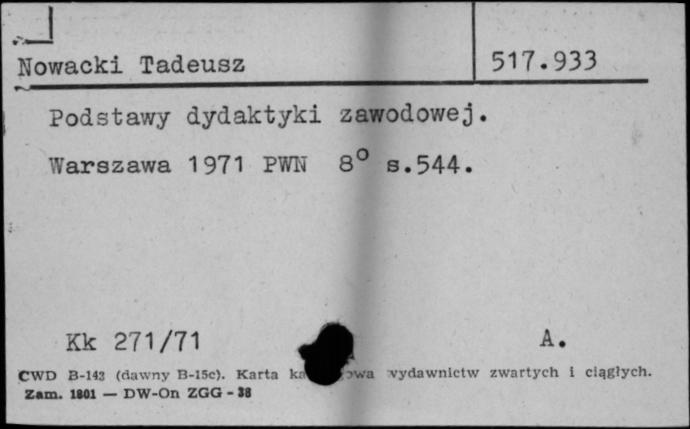 Nowacki Tadeusz 517.933
Podstawy dydaktyki zawodowej.
Warszawa 1971 PWN 8° s.544.
Kk 271/71 A.
CWD B-143 (dawny B-15c). Karta wydawnictw zwartych i ciągłych.
Zam. 1801 — DW-On ZGG - 38